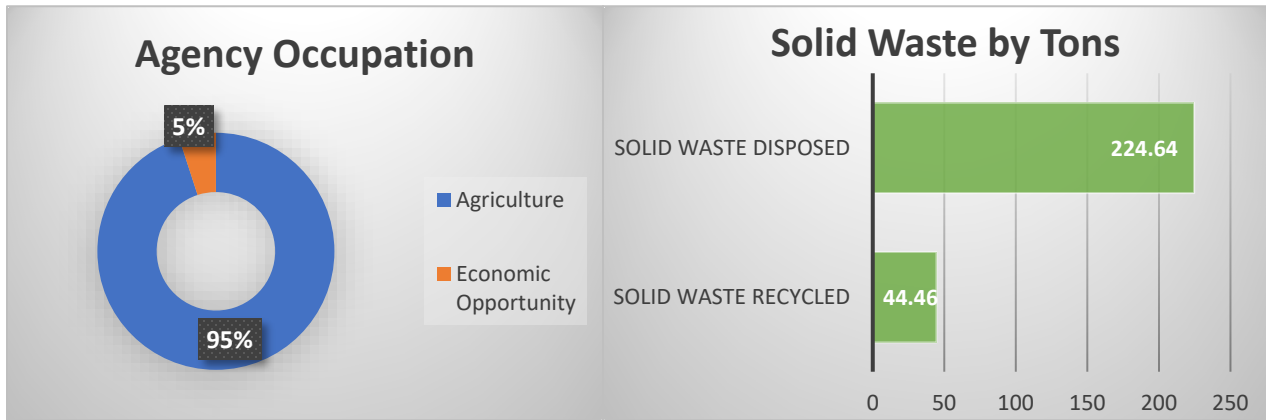 Agency Occupation
5%
95%
Agriculture
Economic
Opportunity
Solid Waste by Tons
SOLID WASTE DISPOSED
224.64
SOLID WASTE RECYCLED
44.46
0 50 100 150 200 250